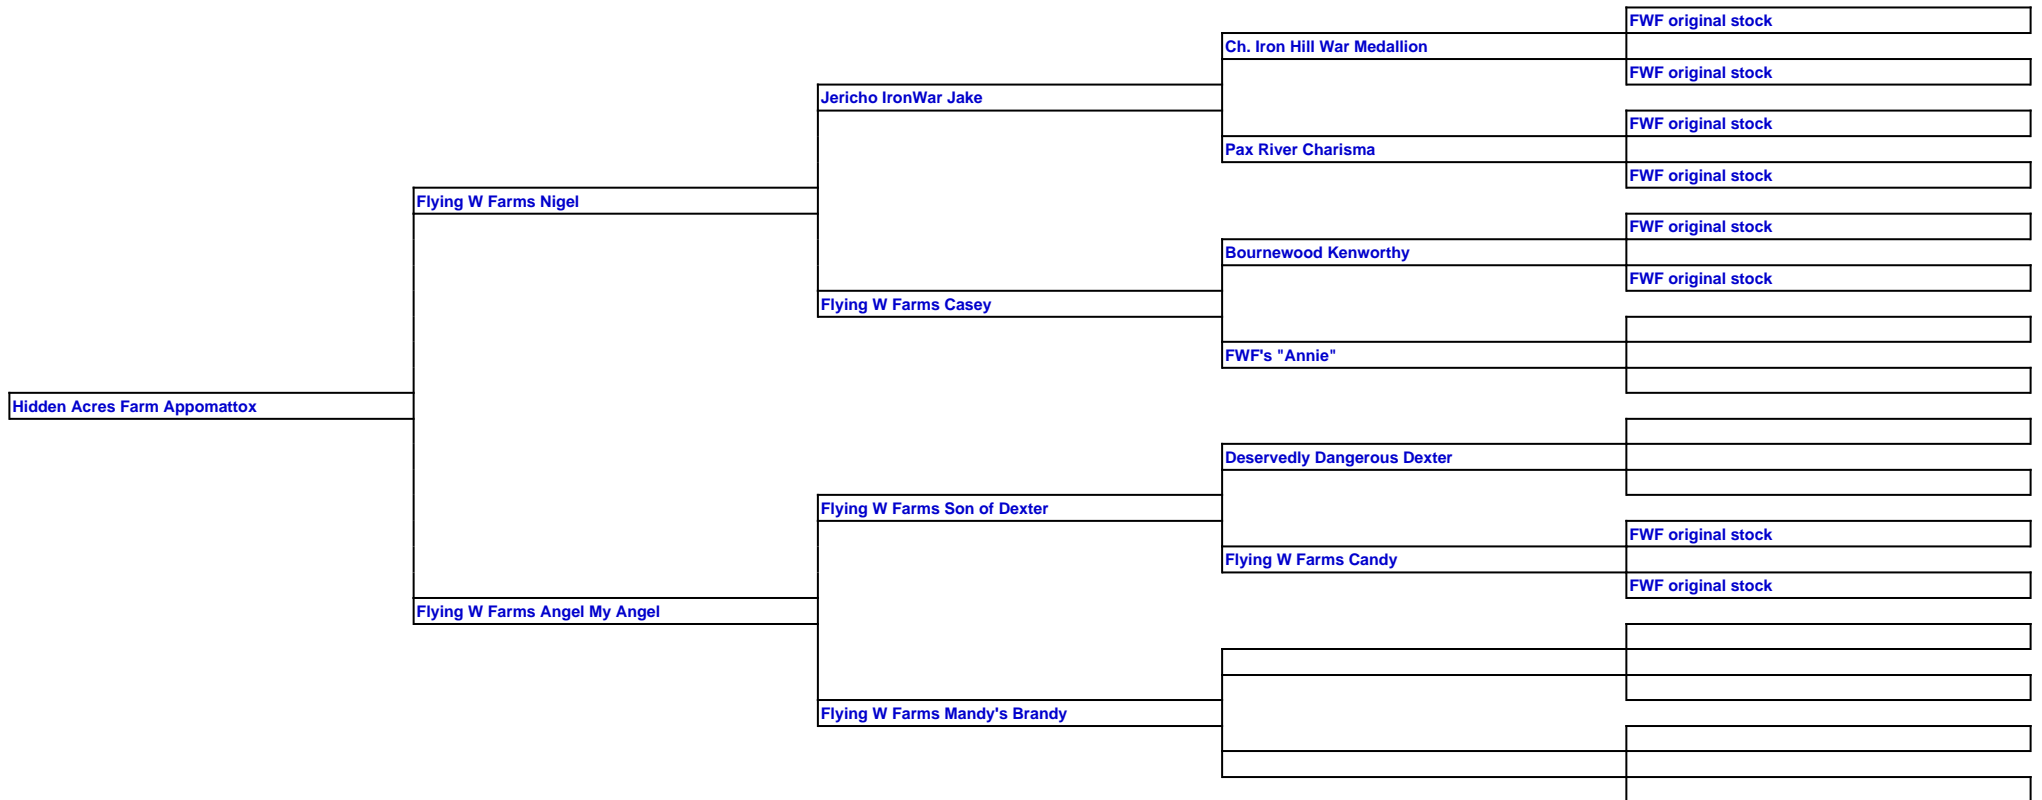 FWF original stock
Ch. Iron Hill War Medallion
FWF original stock
Jericho IronWar Jake
FWF original stock
Pax River Charisma
FWF original stock
Flying W Farms Nigel
FWF original stock
Bournewood Kenworthy
FWF original stock
Flying W Farms Casey
FWF's "Annie"
Hidden Acres Farm Appomattox
Deservedly Dangerous Dexter
Flying W Farms Son of Dexter
FWF original stock
Flying W Farms Candy
FWF original stock
Flying W Farms Angel My Angel
Flying W Farms Mandy's Brandy